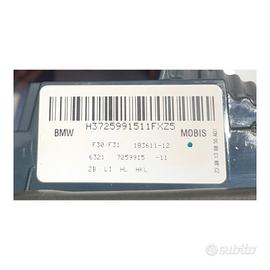 H3725991511FXZ5
BMW MOBIS
F30/F31 183611-12
6321 7259915 -11
ZB LI HL HKL
subito